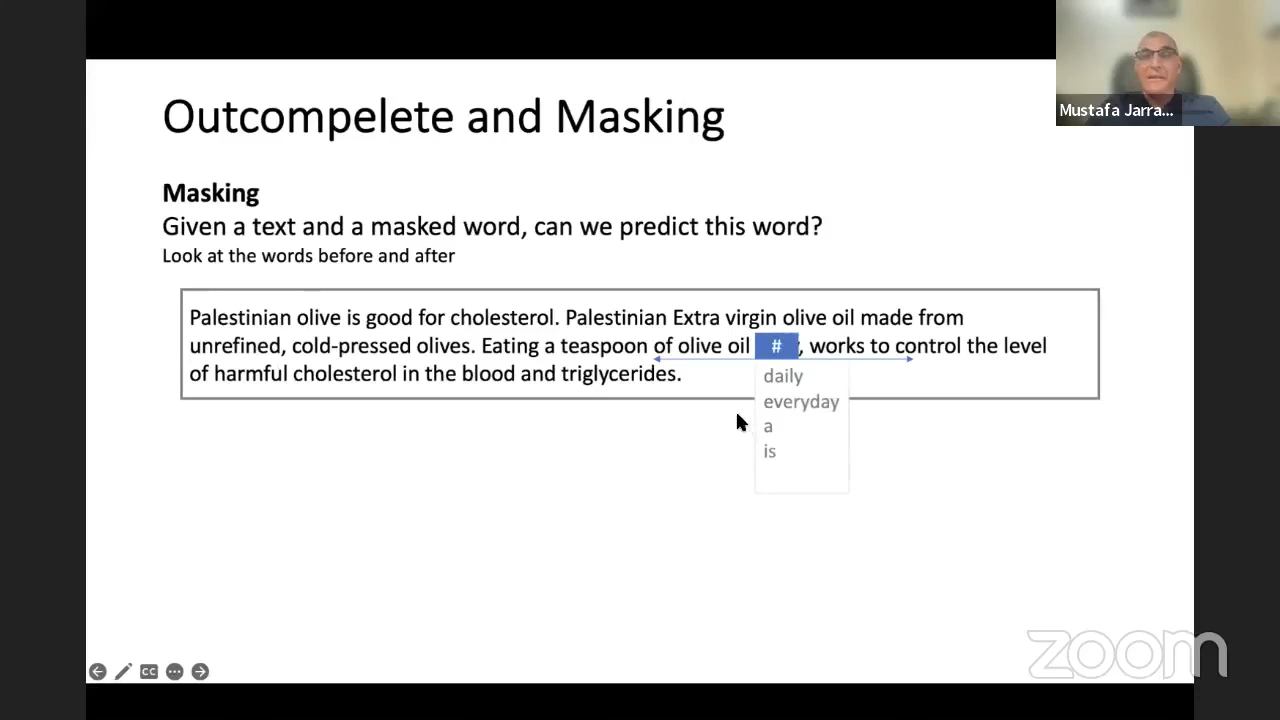 Outcompelete and Masking
Mustafa Jarra...
Masking
Given a text and a masked word, can we predict this word?
Look at the words before and after
Palestinian olive is good for cholesterol. Palestinian Extra virgin olive oil made from
unrefined, cold-pressed olives. Eating a teaspoon of olive oil # , works to control the level
of harmful cholesterol in the blood and triglycerides.
daily
everyday
a
is
CC
zoom